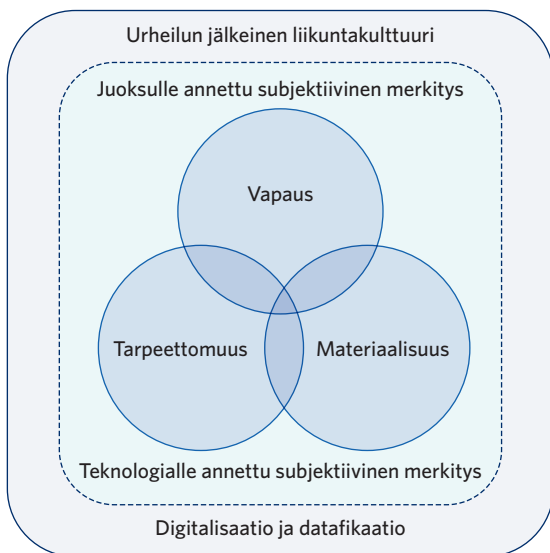 Urheilun jälkeinen liikuntakulttuuri
Juoksulle annettu subjektiivinen merkitys
Vapaus
Tarpeettomuus
Materiaalisuus
Teknologialle annettu subjektiivinen merkitys
Digitalisaatio ja datafikaatio